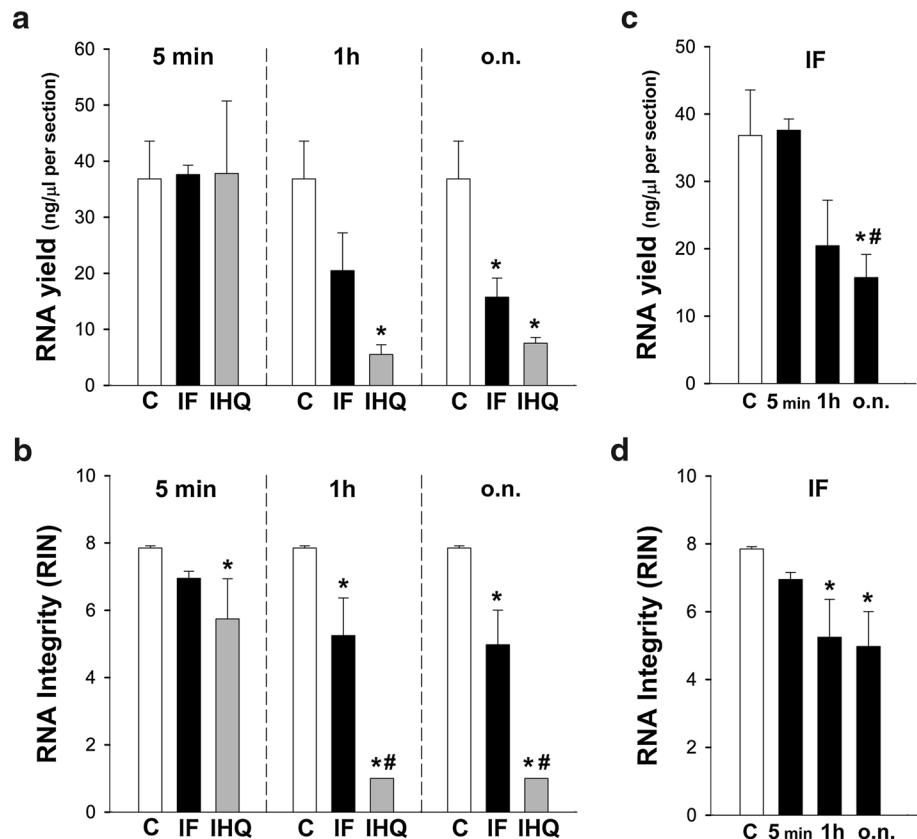 a
RNA yield (ng/μl per section)
60
50
40
30
20
10
0
5 min
1h
o.n.
*
*
*
C IF IHQ
C IF IHQ
C IF IHQ
c
RNA yield (ng/μl per section)
50
40
30
20
10
0
IF
*#
C 5 min 1h o.n.
b
RNA Integrity (RIN)
10
8
6
4
2
0
5 min
1h
o.n.
*
*
*#
*
*#
C IF IHQ
C IF IHQ
C IF IHQ
d
RNA Integrity (RIN)
10
8
6
4
2
0
IF
*
*
C 5 min 1h o.n.